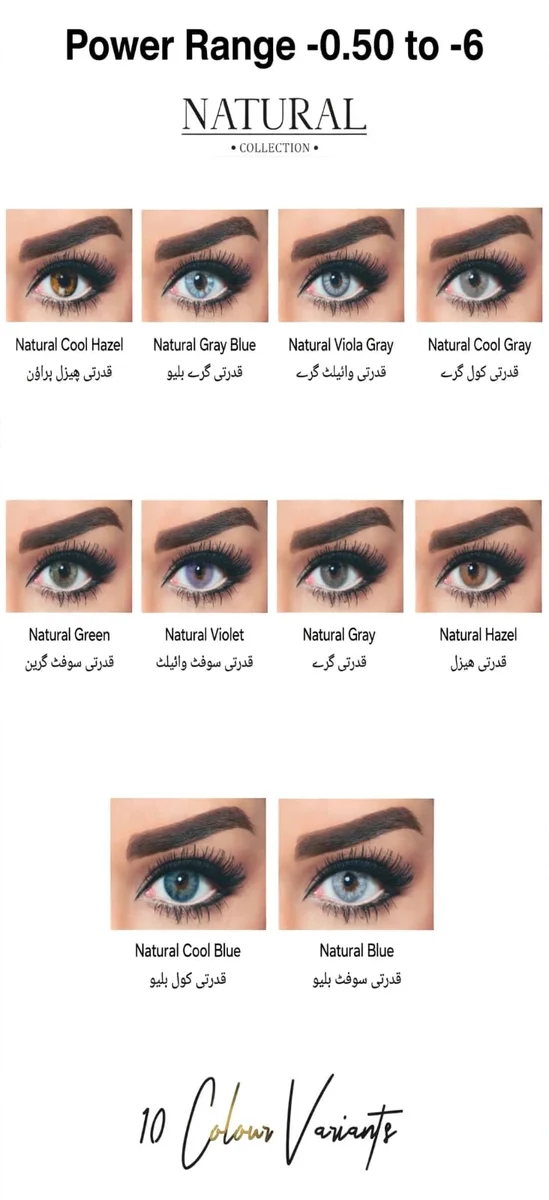 Power Range -0.50 to -6
NATURAL
• COLLECTION •
Natural Cool Hazel
قدرتی هیزل براؤن
Natural Gray Blue
قدرتی گرے بلیو
Natural Viola Gray
قدرتی وائیلٹ گرے
Natural Cool Gray
قدرتی کول گرے
Natural Green
قدرتی سوفٹ گرین
Natural Violet
قدرتی سوفٹ وائیلٹ
Natural Gray
قدرتی گرے
Natural Hazel
قدرتی هیزل
Natural Cool Blue
قدرتی کول بلیو
Natural Blue
قدرتی سوفٹ بلیو
10 Colour Variants